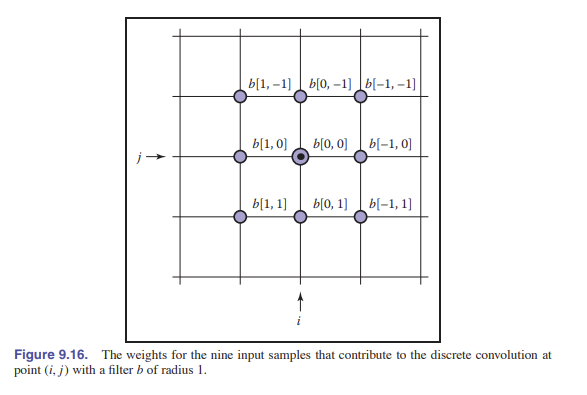 b[1, −1] b[0, −1] b[−1, −1]
b[1, 0] b[0, 0] b[−1, 0]
j
b[1, 1] b[0, 1] b[−1, 1]
i
Figure 9.16. The weights for the nine input samples that contribute to the discrete convolution at
point (i, j) with a filter b of radius 1.